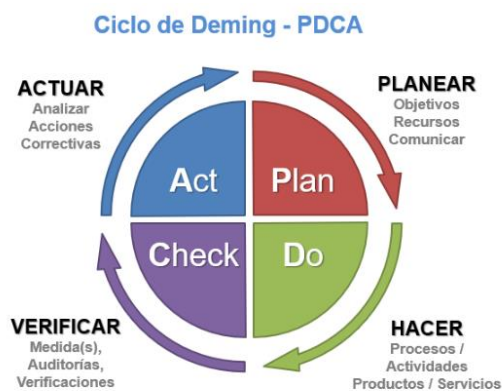 Ciclo de Deming - PDCA
ACTUAR
Analizar
Acciones
Correctivas
PLANEAR
Objetivos
Recursos
Comunicar
Act
Plan
Check
Do
VERIFICAR
Medida(s),
Auditorías,
Verificaciones
HACER
Procesos /
Actividades
Productos / Servicios